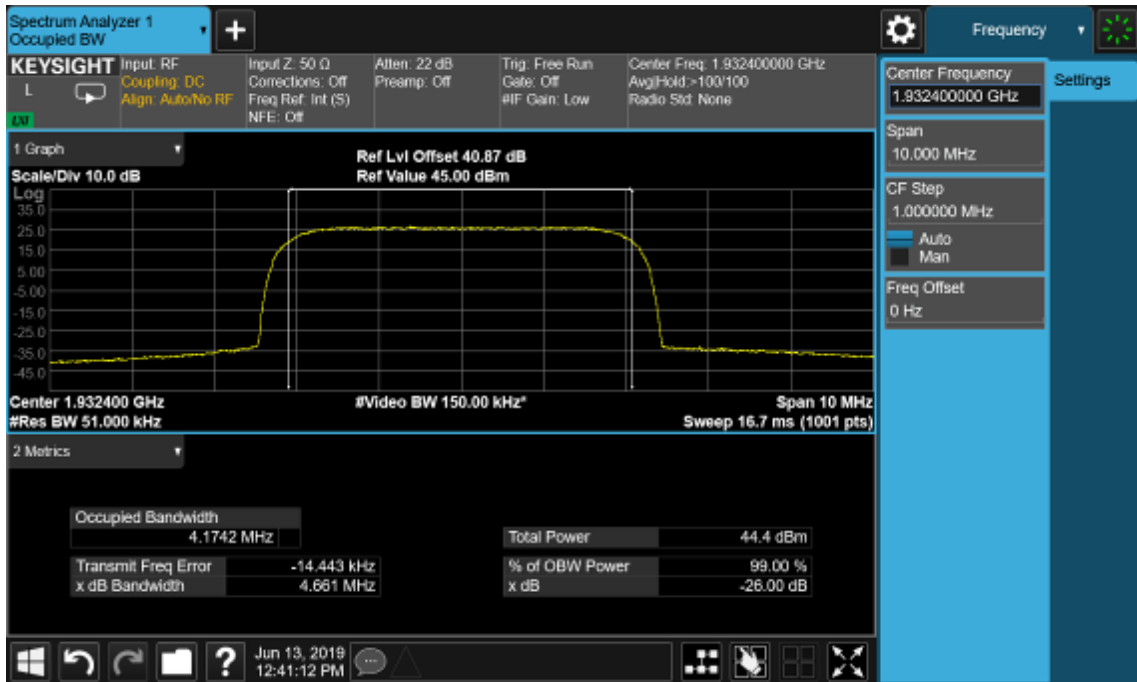 Spectrum Analyzer 1
Occupied BW
Frequency
KEYSIGHT
L
LXI
Input: RF
Coupling: DC
Align: Auto/No RF
Input Z: 50 Ω
Corrections: Off
Freq Ref: Int (S)
NFE: Off
Atten: 22 dB
Preamp: Off
Trig: Free Run
Gate: Off
#IF Gain: Low
Center Freq: 1.932400000 GHz
Avg|Hold:>100/100
Radio Std: None
Center Frequency
1.932400000 GHz
Settings
Span
10.000 MHz
CF Step
1.000000 MHz
Auto
Man
Freq Offset
0 Hz
1 Graph
Scale/Div 10.0 dB
Ref Lvl Offset 40.87 dB
Ref Value 45.00 dBm
Log
35.0
25.0
15.0
5.00
-5.00
-15.0
-25.0
-35.0
-45.0
Center 1.932400 GHz
#Video BW 150.00 kHz*
Span 10 MHz
#Res BW 51.000 kHz
Sweep 16.7 ms (1001 pts)
2 Metrics
Occupied Bandwidth
4.1742 MHz
Total Power 44.4 dBm
Transmit Freq Error -14.443 kHz
% of OBW Power 99.00 %
x dB Bandwidth 4.661 MHz
x dB -26.00 dB
?
Jun 13, 2019
12:41:12 PM